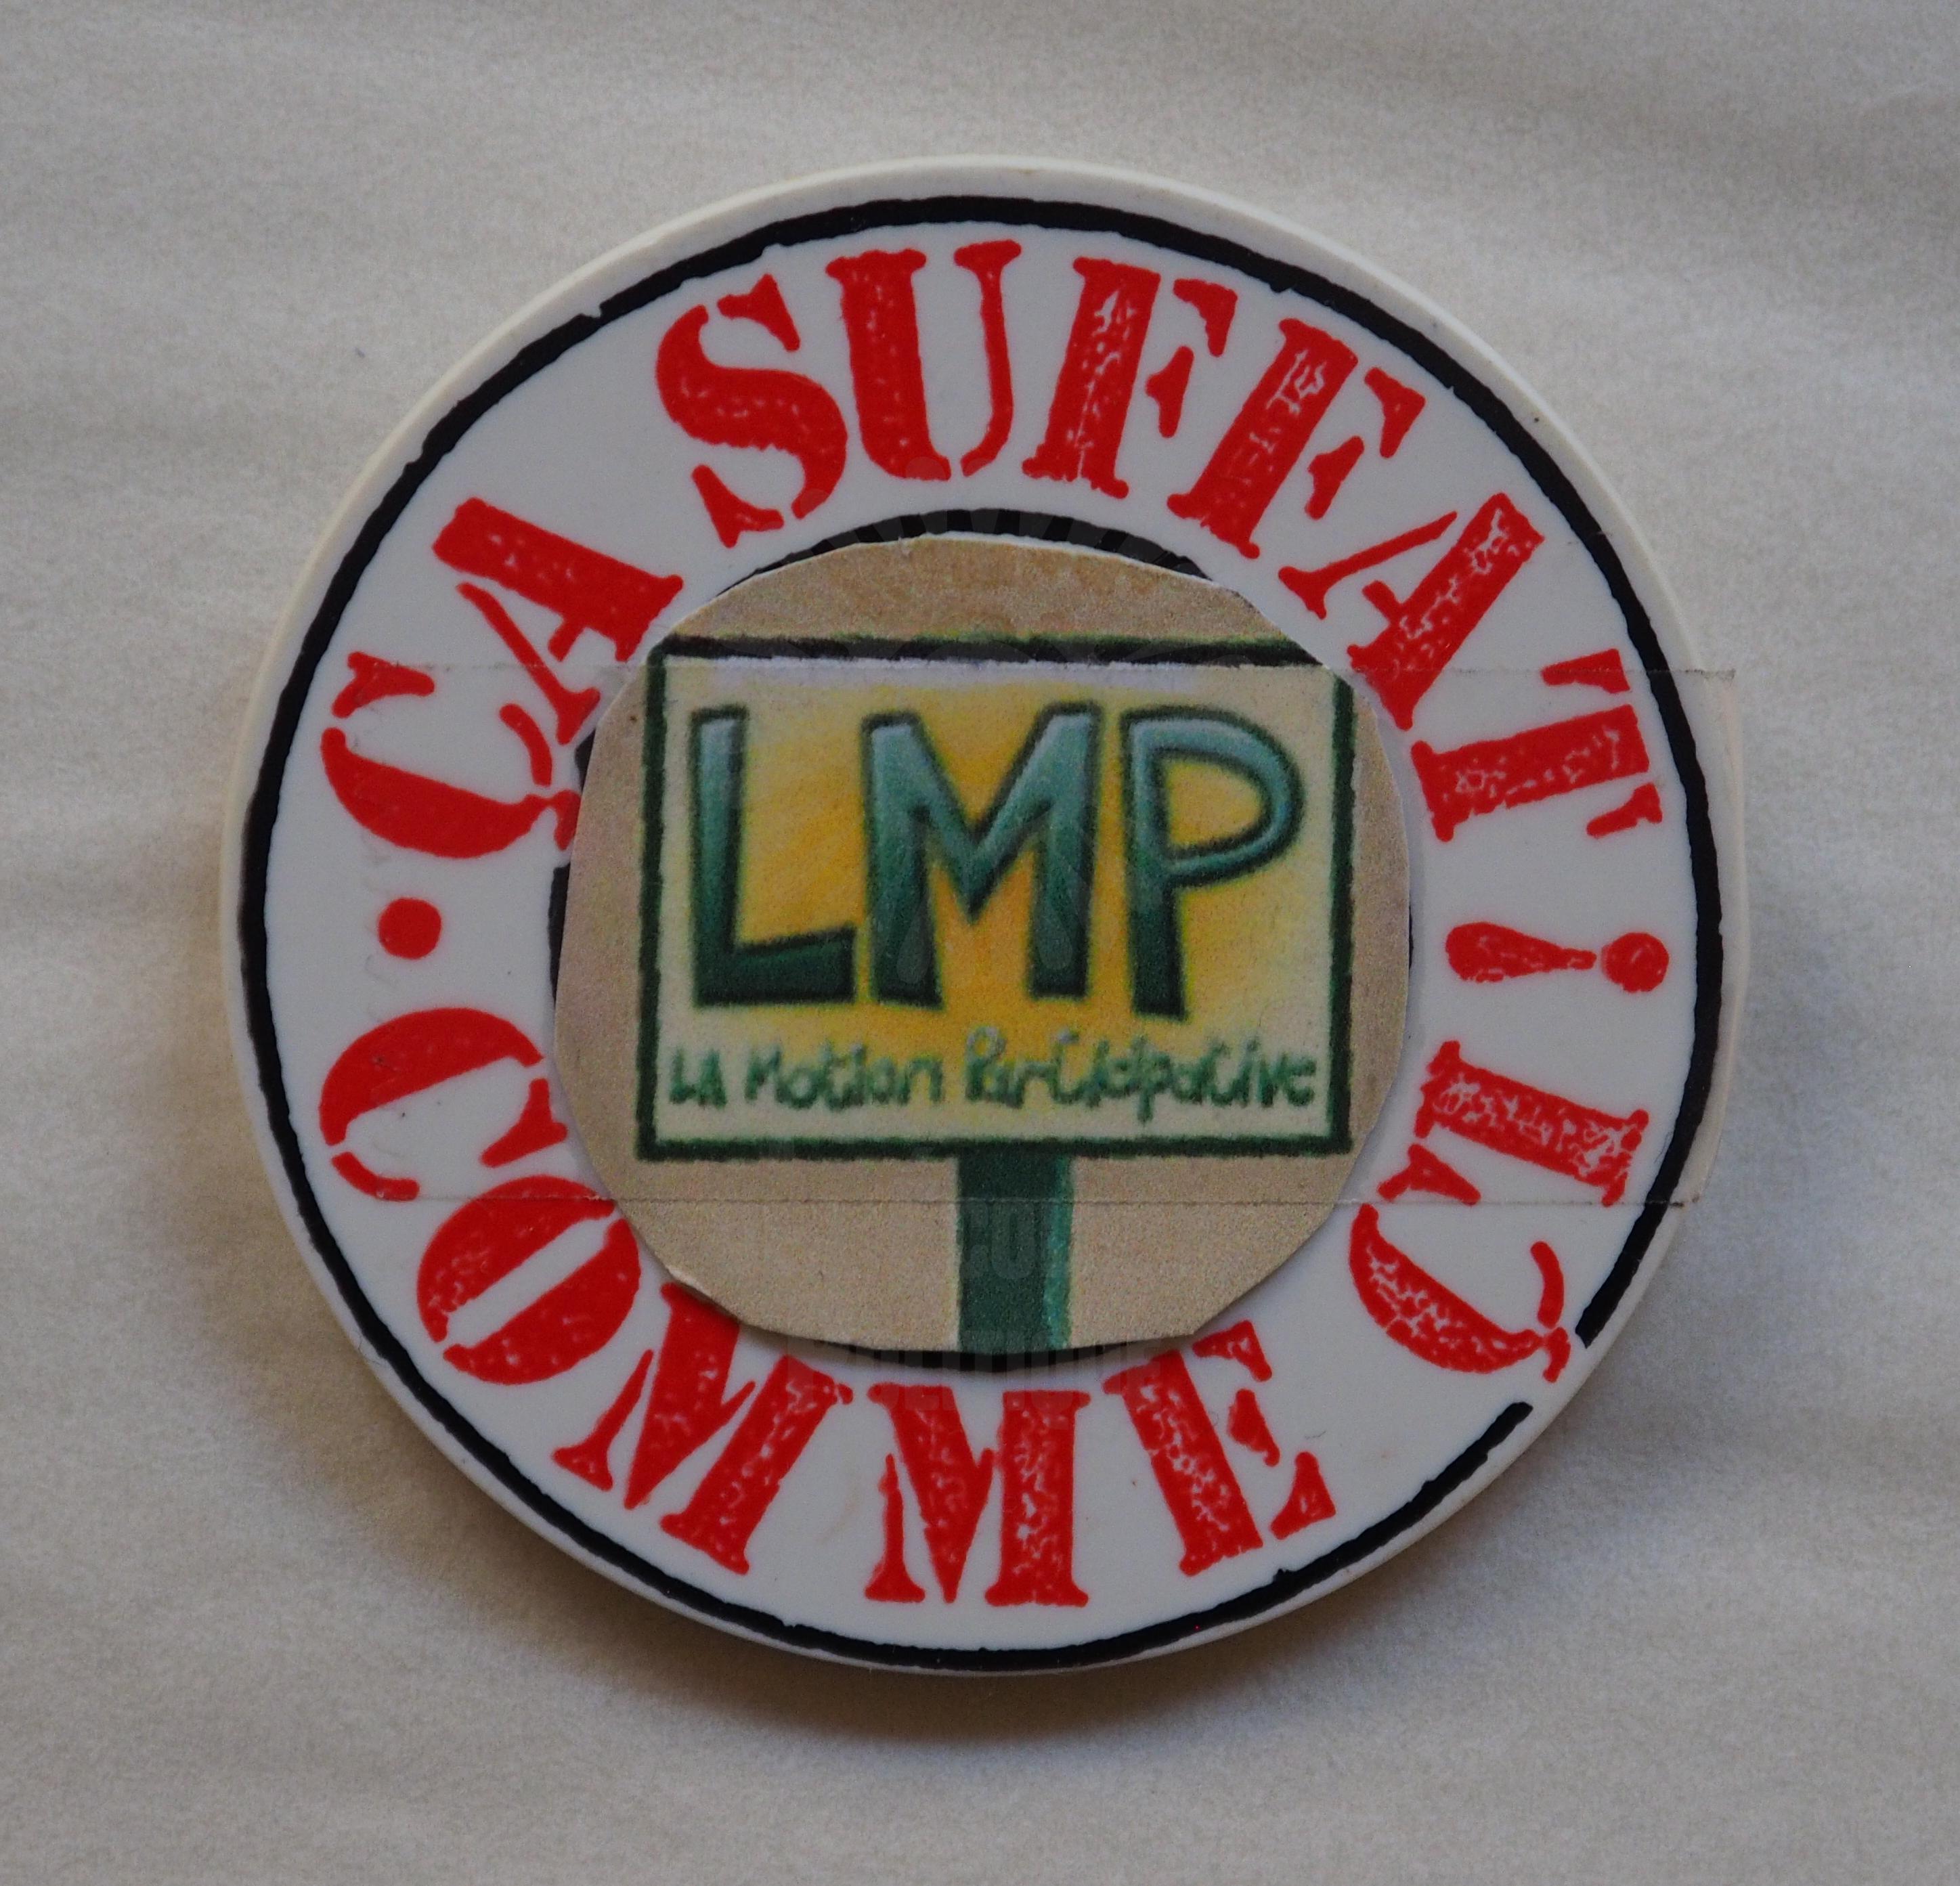 • ÇA SUFFAT
COMME ÇI !
LMP
LA Motion Participative